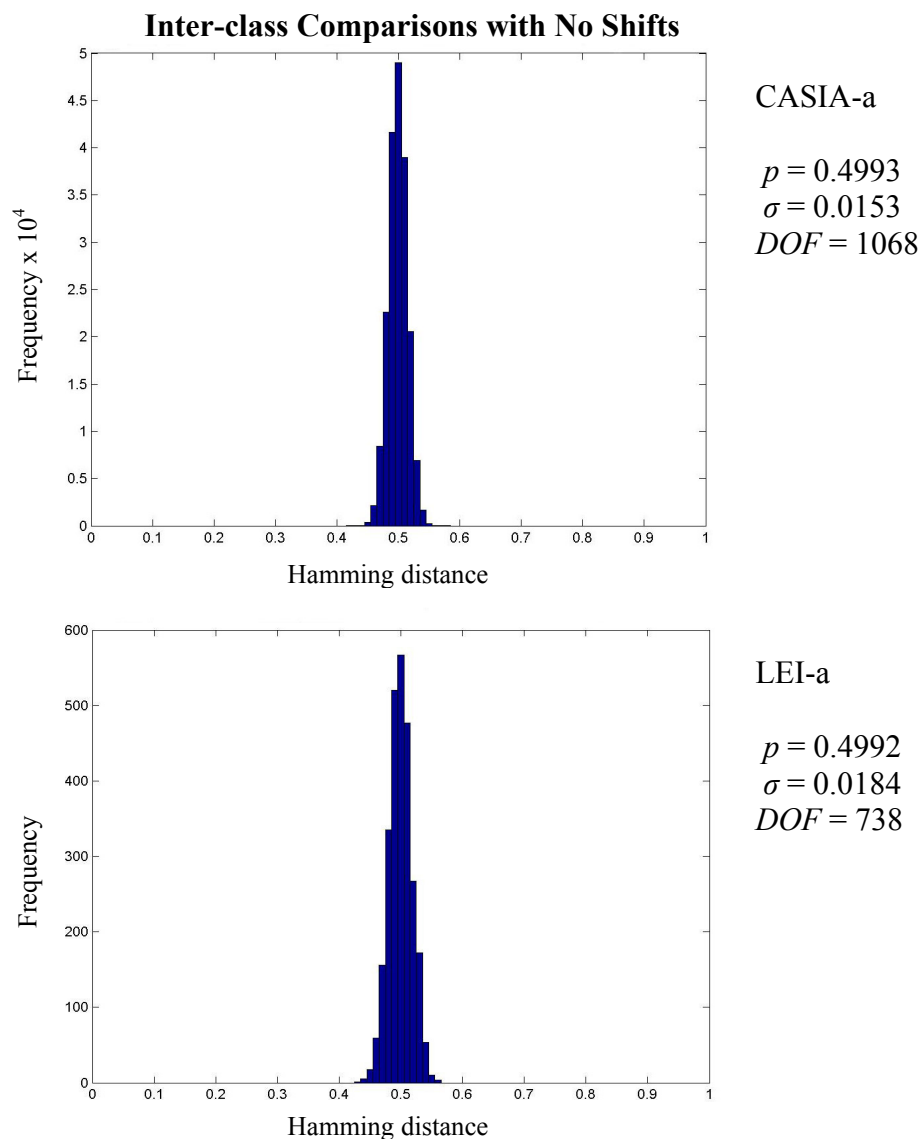 Inter-class Comparisons with No Shifts
5
4.5
4
3.5
3
2.5
2
1.5
1
0.5
0
Frequency x 10⁴
0 0.1 0.2 0.3 0.4 0.5 0.6 0.7 0.8 0.9 1
Hamming distance
CASIA-a
p = 0.4993
σ = 0.0153
DOF = 1068
600
500
400
300
200
100
0
Frequency
0 0.1 0.2 0.3 0.4 0.5 0.6 0.7 0.8 0.9 1
Hamming distance
LEI-a
p = 0.4992
σ = 0.0184
DOF = 738